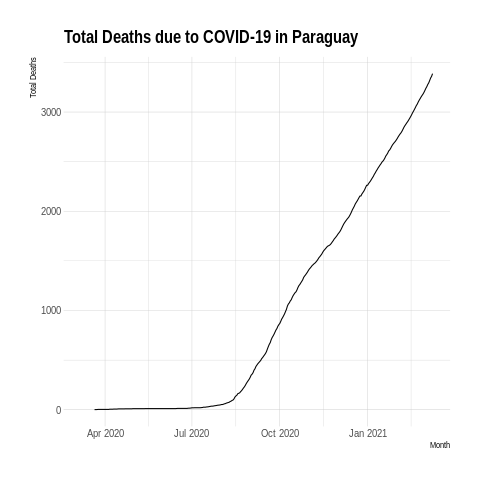 Total Deaths due to COVID-19 in Paraguay
Total Deaths
3000
2000
1000
0
Apr 2020
Jul 2020
Oct 2020
Jan 2021
Month